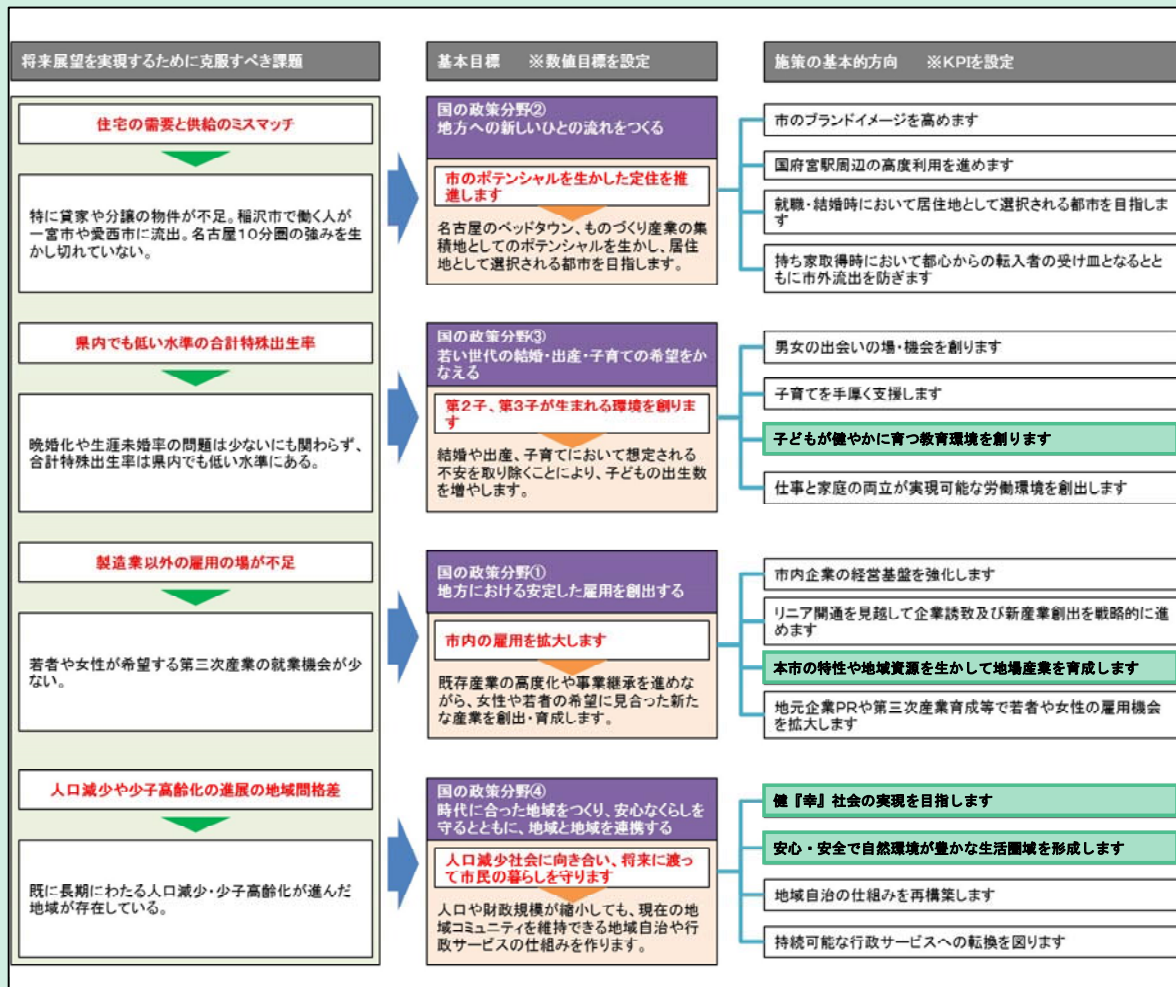 将来展望を実現するために克服すべき課題
基本目標　※数値目標を設定
施策の基本的方向　※KPIを設定
住宅の需要と供給のミスマッチ
特に貸家や分譲の物件が不足。稲沢市で働く人が
一宮市や愛西市に流出。名古屋10分圏の強みを生
かし切れていない。
国の政策分野②
地方への新しいひとの流れをつくる
市のポテンシャルを生かした定住を推
進します
名古屋のベッドタウン、ものづくり産業の集
積地としてのポテンシャルを生かし、居住
地として選択される都市を目指します。
市のブランドイメージを高めます
国府宮駅周辺の高度利用を進めます
就職・結婚時において居住地として選択される都市を目指しま
す
持ち家取得時において都心からの転入者の受け皿となるとと
もに市外流出を防ぎます
県内でも低い水準の合計特殊出生率
晩婚化や生涯未婚率の問題は少ないにも関わらず、
合計特殊出生率は県内でも低い水準にある。
国の政策分野③
若い世代の結婚・出産・子育ての希望をか
なえる
第2子、第3子が生まれる環境を創りま
す
結婚や出産、子育てにおいて想定される
不安を取り除くことにより、子どもの出生数
を増やします。
男女の出会いの場・機会を創ります
子育てを手厚く支援します
子どもが健やかに育つ教育環境を創ります
仕事と家庭の両立が実現可能な労働環境を創出します
製造業以外の雇用の場が不足
若者や女性が希望する第三次産業の就業機会が少
ない。
国の政策分野①
地方における安定した雇用を創出する
市内の雇用を拡大します
既存産業の高度化や事業継承を進めな
がら、女性や若者の希望に見合った新た
な産業を創出・育成します。
市内企業の経営基盤を強化します
リニア開通を見越して企業誘致及び新産業創出を戦略的に進
めます
本市の特性や地域資源を生かして地場産業を育成します
地元企業PRや第三次産業育成等で若者や女性の雇用機会
を拡大します
人口減少や少子高齢化の進展の地域間格差
既に長期にわたる人口減少・少子高齢化が進んだ
地域が存在している。
国の政策分野④
時代に合った地域をつくり、安心なくらしを
守るとともに、地域と地域を連携する
人口減少社会に向き合い、将来に渡っ
て市民の暮らしを守ります
人口や財政規模が縮小しても、現在の地
域コミュニティを維持できる地域自治や行
政サービスの仕組みを作ります。
健『幸』社会の実現を目指します
安心・安全で自然環境が豊かな生活圏域を形成します
地域自治の仕組みを再構築します
持続可能な行政サービスへの転換を図ります